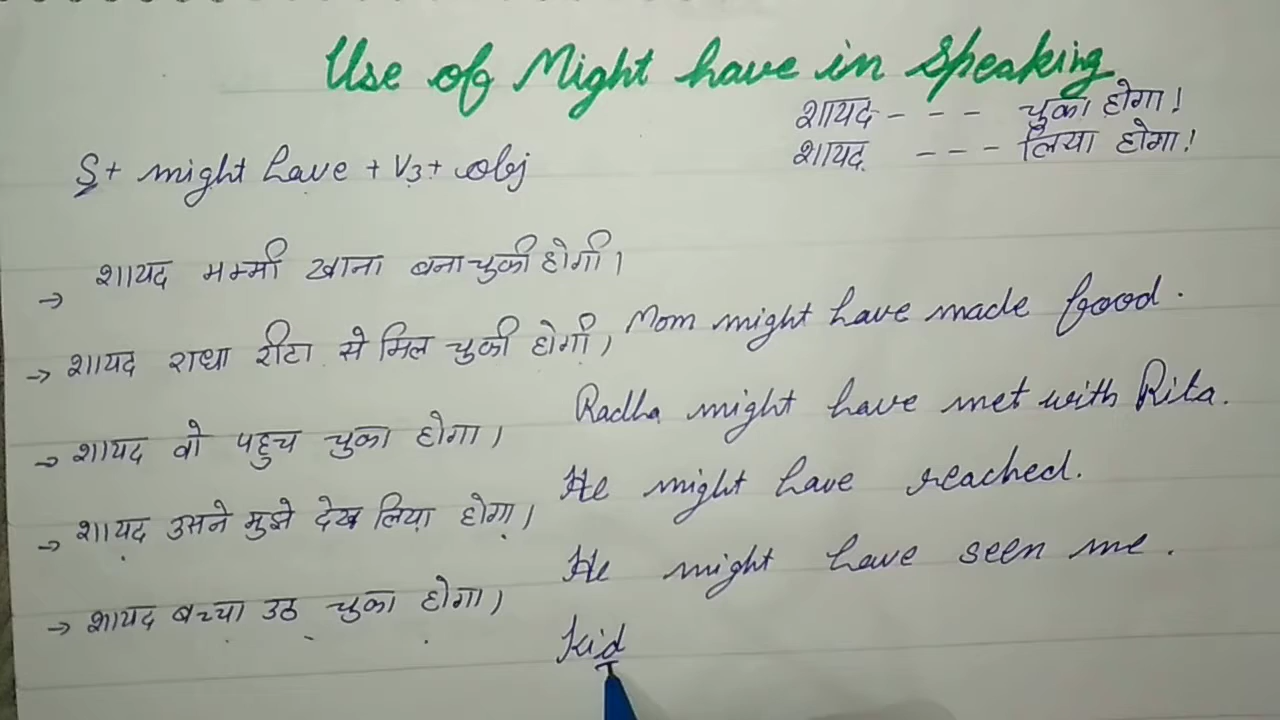 Use of Might have in Speaking
शायद - - - चुका होगा!
शायद - - - लिया होगा!
S + might have + V3 + obj
→ शायद मम्मी खाना बना चुकी होगी।
Mom might have made food.
→ शायद राधा रीटा से मिल चुकी होगी।
Radha might have met with Rita.
→ शायद वो पहुच चुका होगा।
He might have reached.
→ शायद उसने मुझे देख लिया होगा।
He might have seen me.
→ शायद बच्चा उठ चुका होगा।
Kid